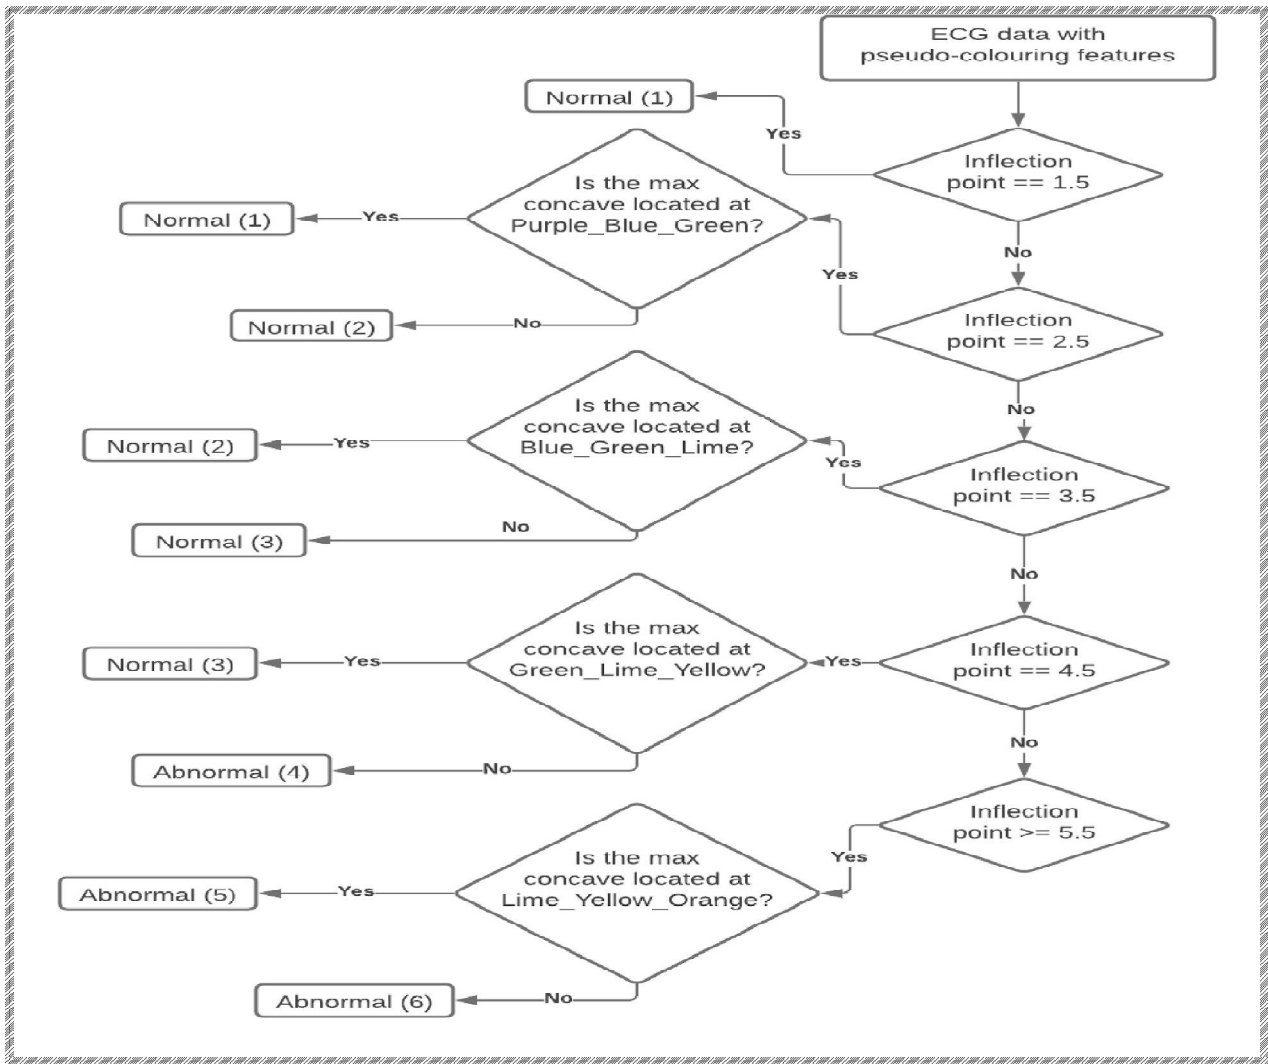 ECG data with
pseudo-colouring features
Normal (1)
Yes
Inflection
point == 1.5
Is the max
concave located at
Purple_Blue_Green?
Yes
Normal (1)
No
Yes
Inflection
point == 2.5
No
Normal (2)
No
Is the max
concave located at
Blue_Green_Lime?
Yes
Normal (2)
Yes
Inflection
point == 3.5
No
Normal (3)
No
Is the max
concave located at
Green_Lime_Yellow?
Yes
Normal (3)
Yes
Inflection
point == 4.5
No
Abnormal (4)
No
Inflection
point >= 5.5
Yes
Is the max
concave located at
Lime_Yellow_Orange?
Yes
Abnormal (5)
No
Abnormal (6)